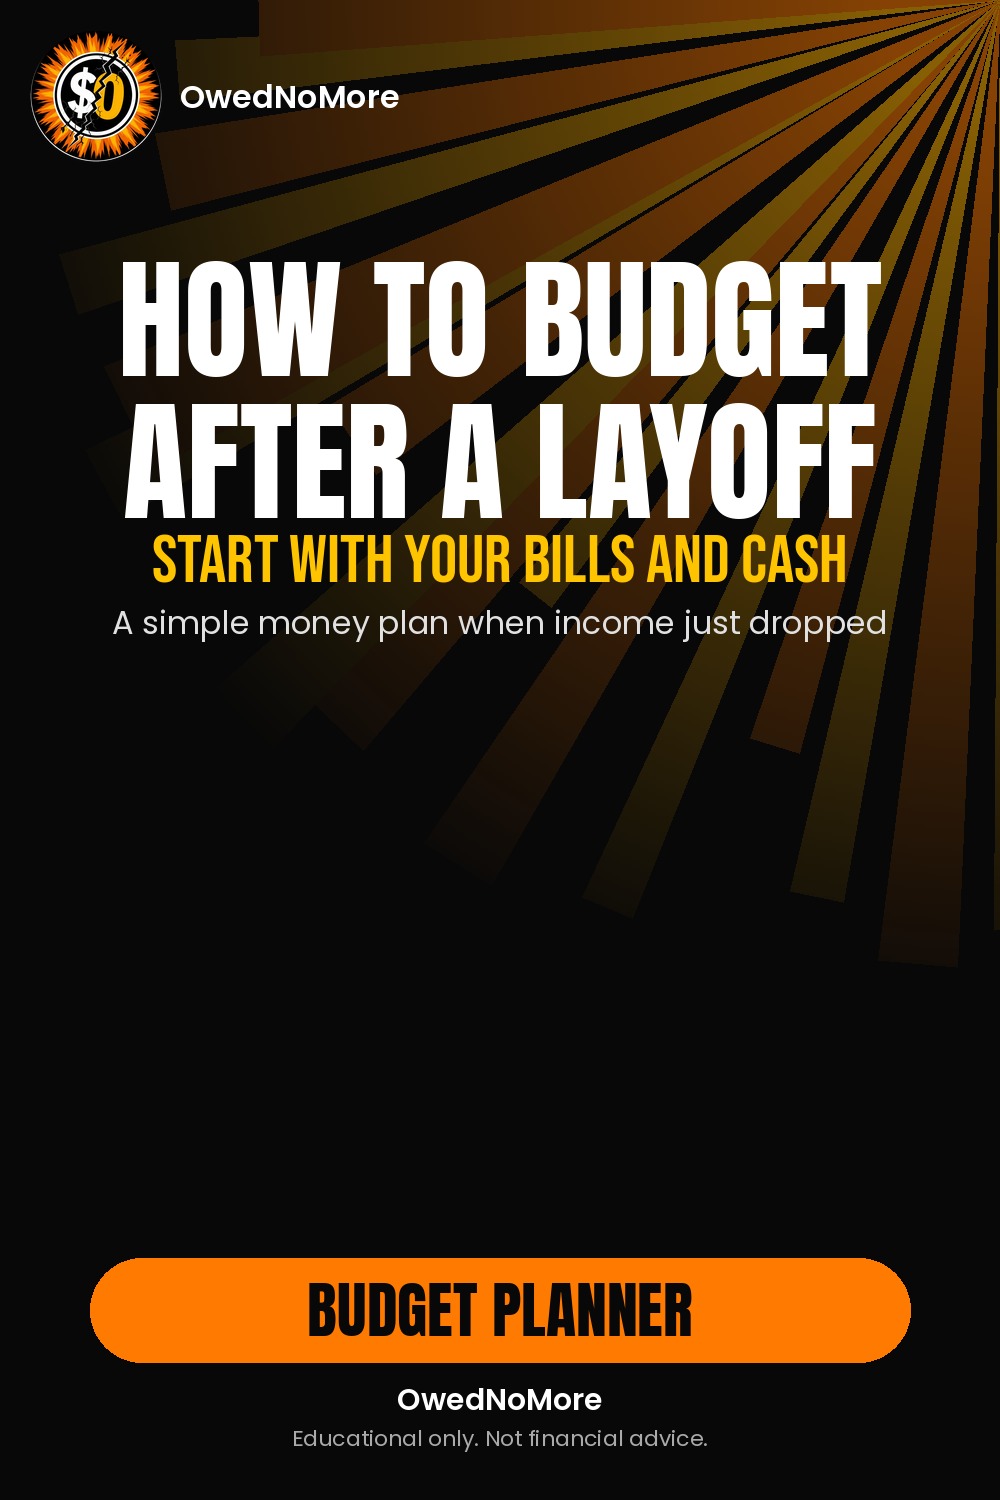 $0
OwedNoMore
HOW TO BUDGET
AFTER A LAYOFF
START WITH YOUR BILLS AND CASH
A simple money plan when income just dropped
BUDGET PLANNER
OwedNoMore
Educational only. Not financial advice.